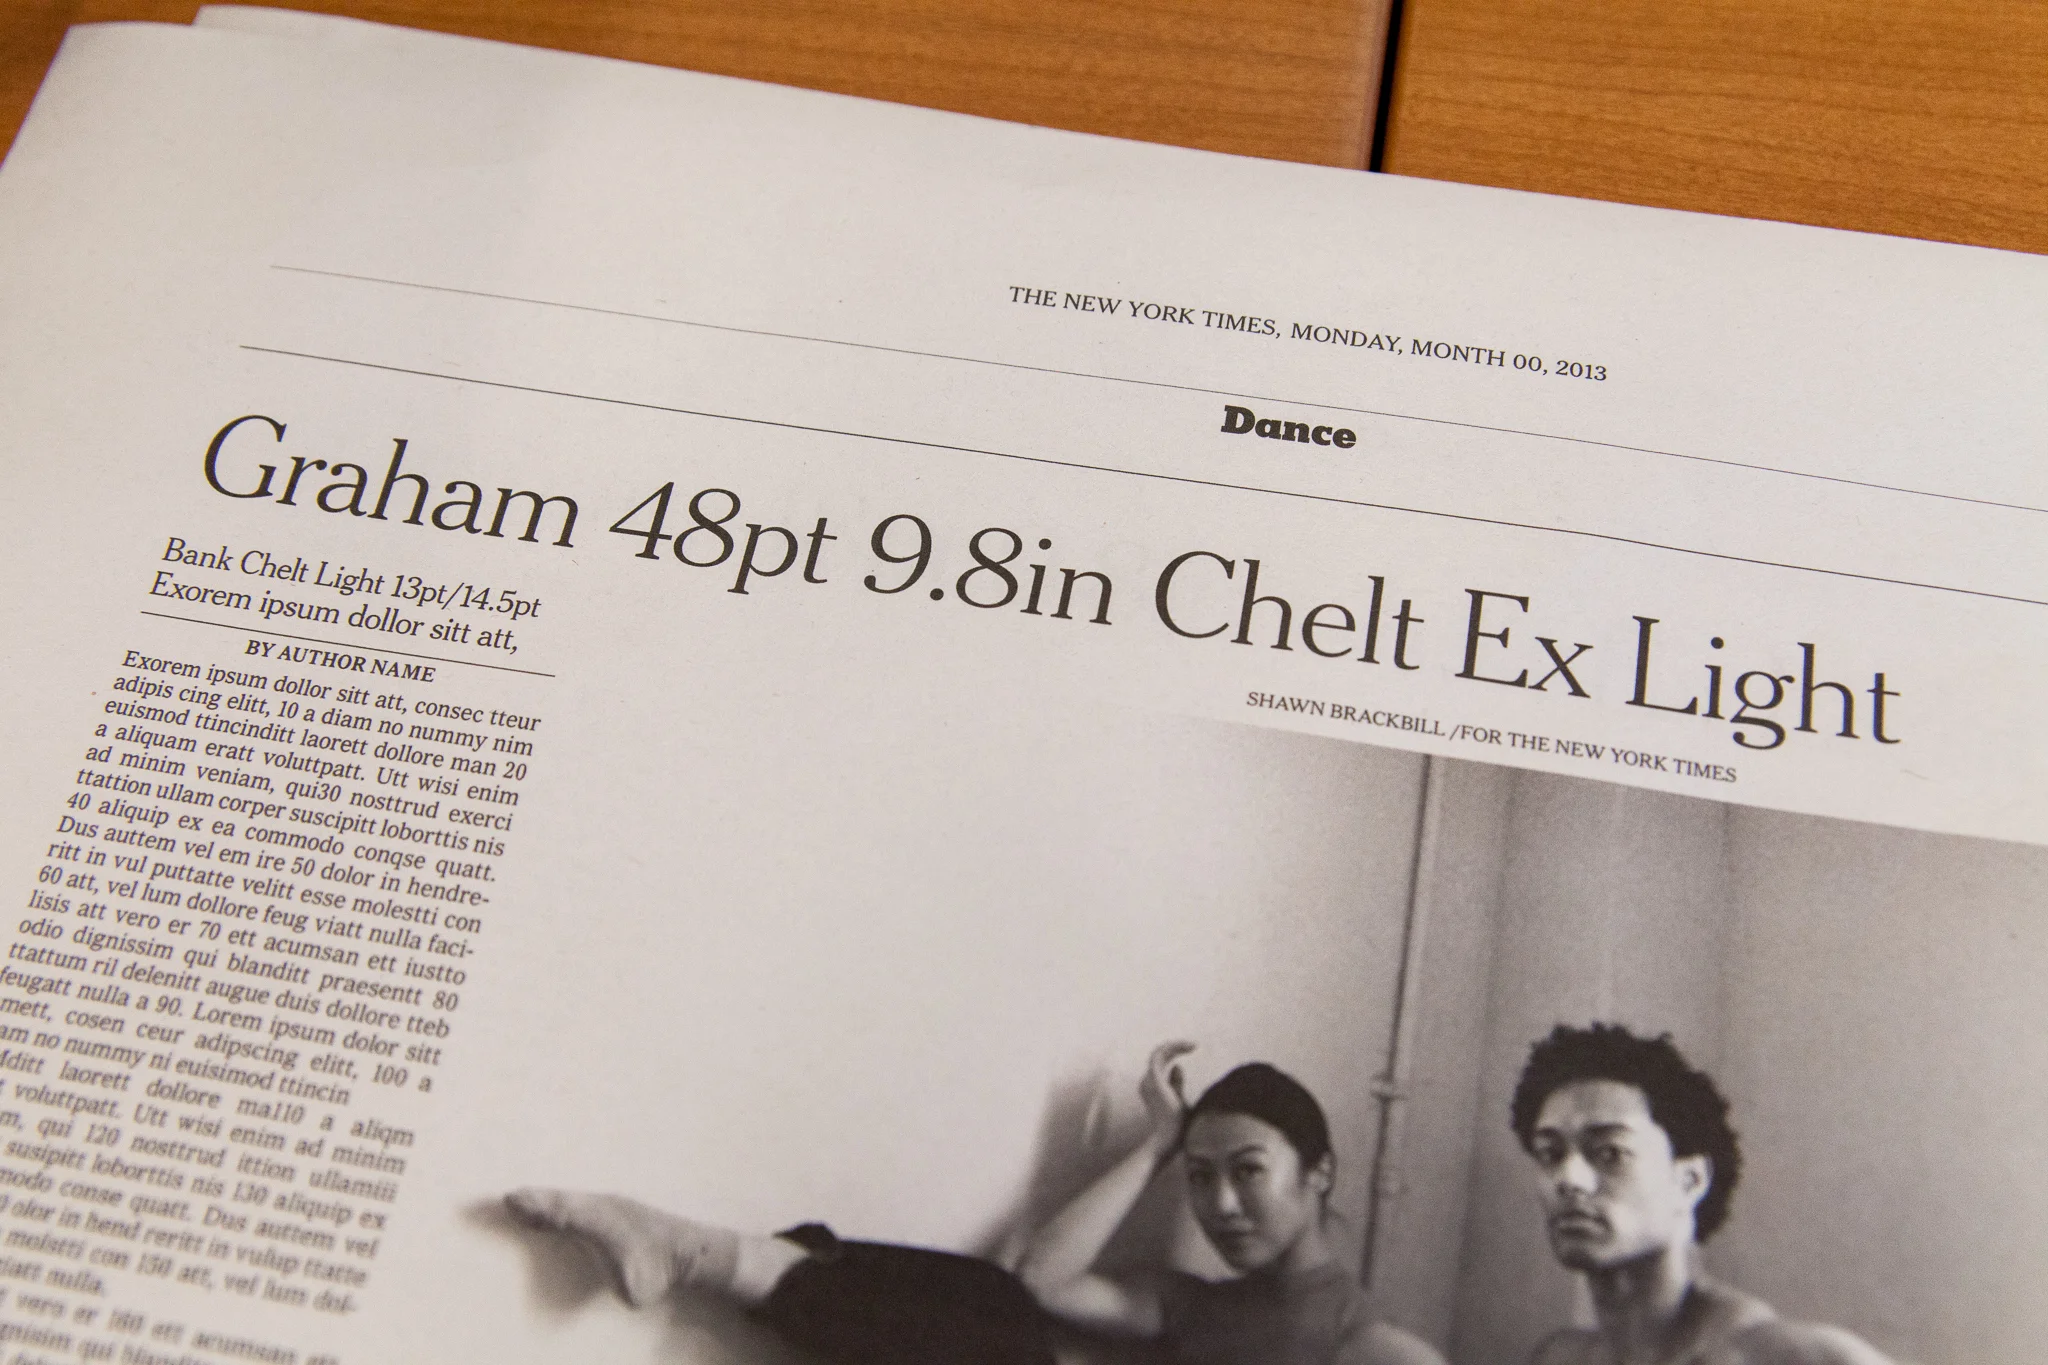 THE NEW YORK TIMES, MONDAY, MONTH 00, 2013
Dance
Graham 48pt 9.8in Chelt Ex Light
Bank Chelt Light 13pt/14.5pt
Exorem ipsum dollor sitt att,
BY AUTHOR NAME
Exorem ipsum dollor sitt att, consec tteur
adipis cing elitt, 10 a diam no nummy nim
euismod ttincinditt laorett dollore man 20
a aliquam eratt voluttpatt. Utt wisi enim
ad minim veniam, qui30 nosttrud exerci
ttattion ullam corper suscipitt loborttis nis
40 aliquip ex ea commodo conqse quatt.
Dus auttem vel em ire 50 dolor in hendre-
ritt in vul puttatte velitt esse molestti con
60 att, vel lum dollore feug viatt nulla faci-
lisis att vero er 70 ett acumsan ett iustto
odio dignissim qui blanditt praesentt 80
ttattum ril delenitt augue duis dollore tteb
feugatt nulla a 90. Lorem ipsum dolor sitt
mett, cosen ceur adipscing elitt, 100 a
am no nummy ni euisimod ttincin
ditt laorett dollore ma110 a aliqm
voluttpatt. Utt wisi enim ad minim
m, qui 120 nosttrud ittion ullamiii
susipitt loborttis nis 130 aliquip ex
modo conse quatt. Dus auttem vel
olor in hend reritt in vulup ttatte
molstti con 150 att, vel lum dol-
iatt nulla.
vero er 160 ett acumsan
qui
SHAWN BRACKBILL /FOR THE NEW YORK TIMES